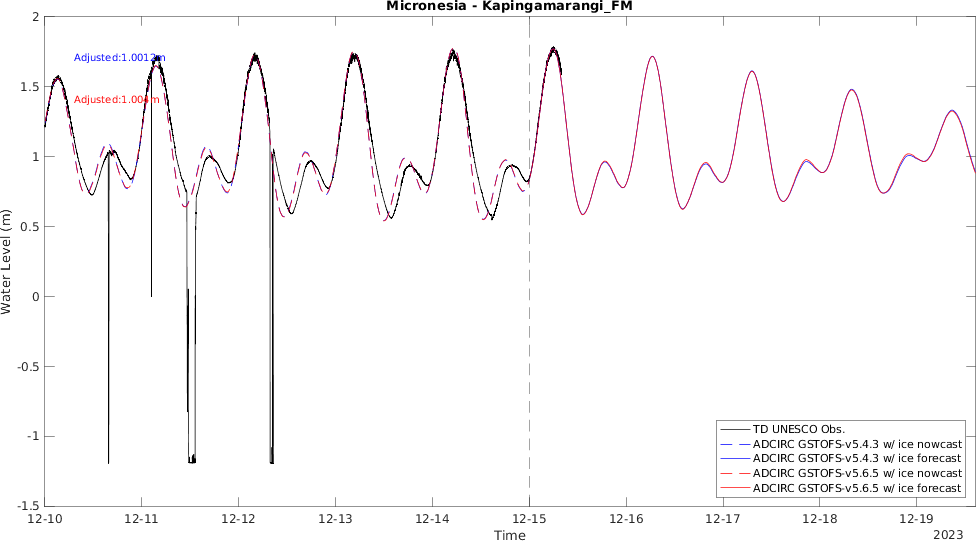 Micronesia - Kapingamarangi_FM
Adjusted:1.0012m
Adjusted:1.004m
Water Level (m)
2
1.5
1
0.5
0
-0.5
-1
-1.5
12-10 12-11 12-12 12-13 12-14 12-15 12-16 12-17 12-18 12-19
Time
2023
TD UNESCO Obs.
ADCIRC GSTOFS-v5.4.3 w/ ice nowcast
ADCIRC GSTOFS-v5.4.3 w/ ice forecast
ADCIRC GSTOFS-v5.6.5 w/ ice nowcast
ADCIRC GSTOFS-v5.6.5 w/ ice forecast